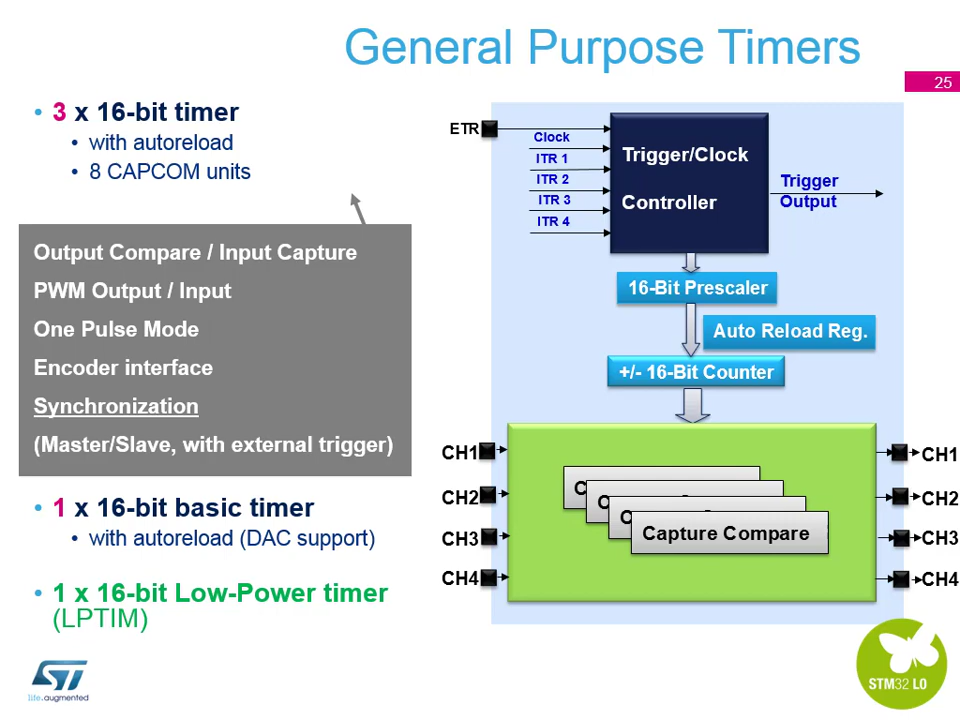 General Purpose Timers
25
• 3 x 16-bit timer
• with autoreload
• 8 CAPCOM units
Output Compare / Input Capture
PWM Output / Input
One Pulse Mode
Encoder interface
Synchronization
(Master/Slave, with external trigger)
• 1 x 16-bit basic timer
• with autoreload (DAC support)
• 1 x 16-bit Low-Power timer
(LPTIM)
ETR
Clock
ITR 1
ITR 2
ITR 3
ITR 4
Trigger/Clock
Controller
Trigger
Output
16-Bit Prescaler
Auto Reload Reg.
+/- 16-Bit Counter
CH1
CH2
CH3
CH4
Capture Compare
CH1
CH2
CH3
CH4
ST
life.augmented
STM32 L0